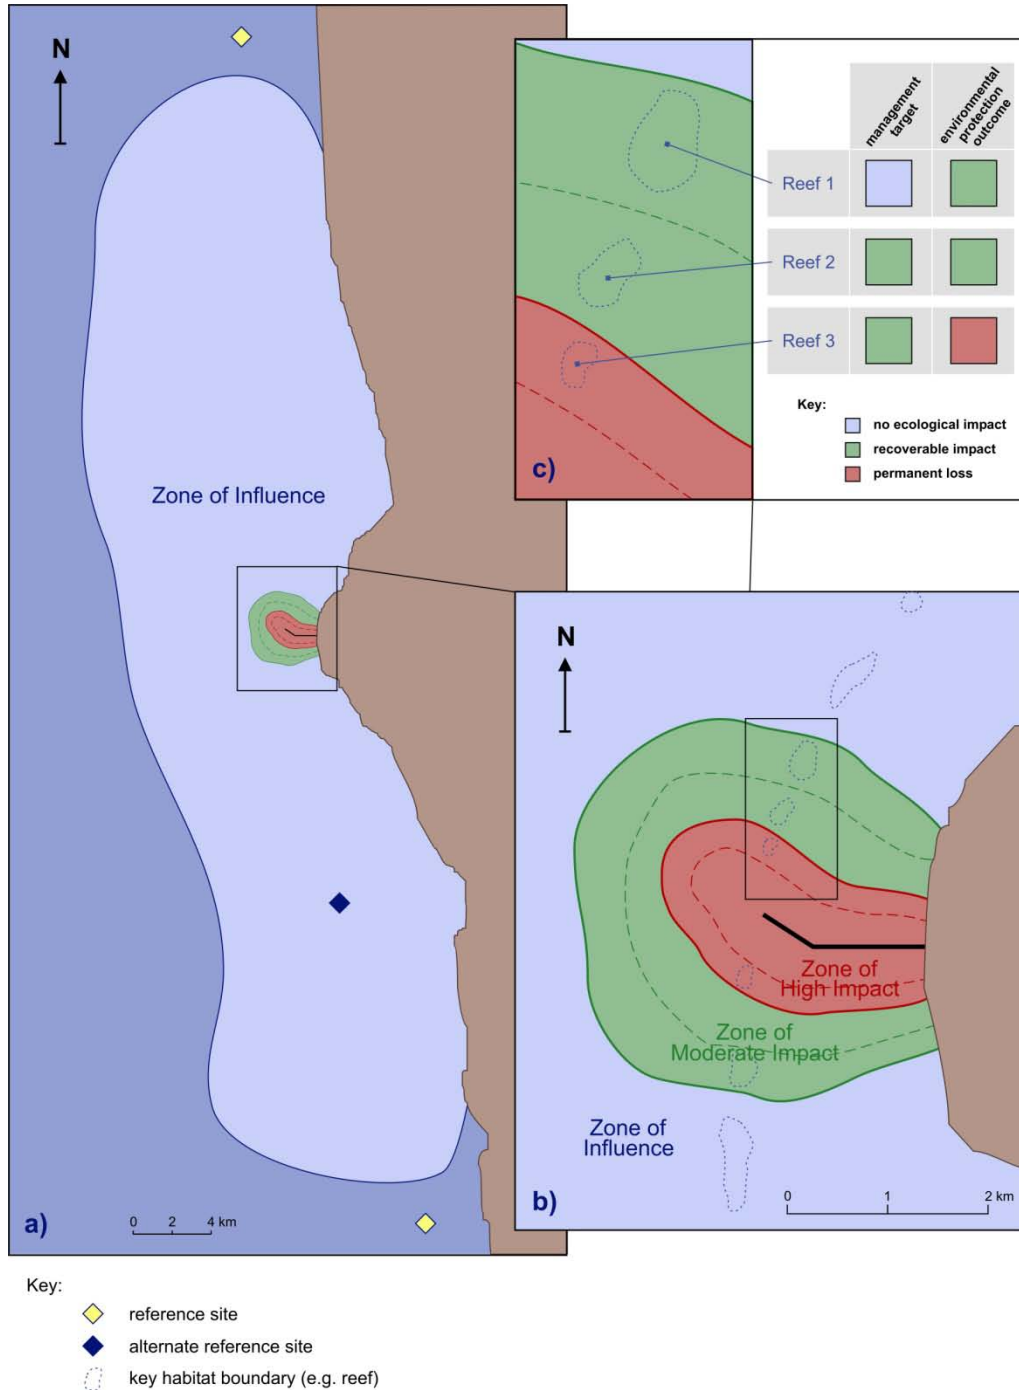 N
Zone of Influence
a)
0 2 4 km
management
target
environmental
protection
outcome
Reef 1
Reef 2
Reef 3
Key:
no ecological impact
recoverable impact
permanent loss
c)
N
Zone of
High Impact
Zone of
Moderate Impact
Zone of
Influence
b)
0 1 2 km
Key:
reference site
alternate reference site
key habitat boundary (e.g. reef)